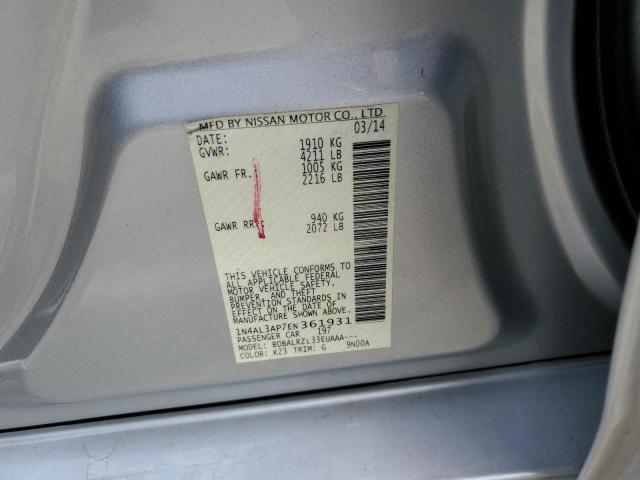 MFD BY NISSAN MOTOR CO., LTD.
DATE: 03/14
GVWR: 1910 KG
4211 LB
GAWR FR.: 1005 KG
2216 LB
GAWR RR.: 940 KG
2072 LB
THIS VEHICLE CONFORMS TO
ALL APPLICABLE FEDERAL
MOTOR VEHICLE SAFETY,
BUMPER, AND THEFT
PREVENTION STANDARDS IN
EFFECT ON THE DATE OF
MANUFACTURE SHOWN ABOVE.
1N4AL3AP7EN361931
PASSENGER CAR 197
MODEL: BDBALRZL33EUAAA---
COLOR: K23 TRIM: G 9N00A